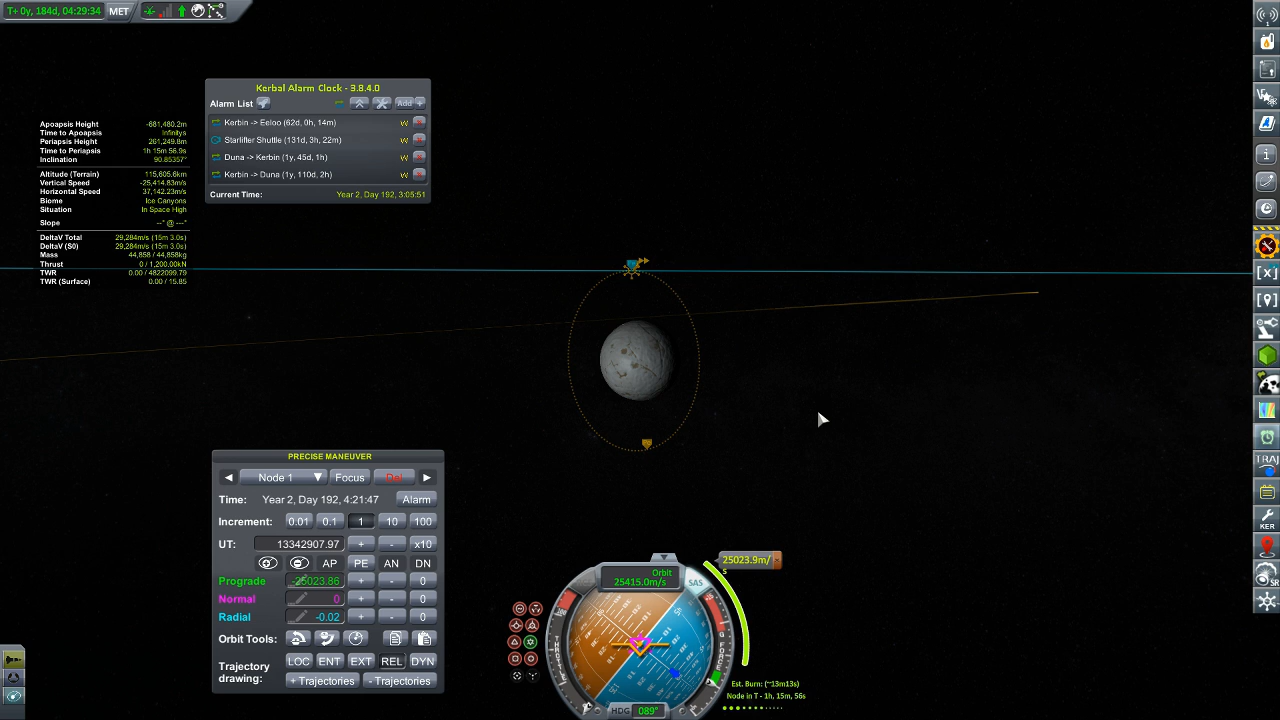 T+ 0y, 184d, 04:29:34 MET
Kerbal Alarm Clock - 3.8.4.0
Alarm List Add +
Kerbin -> Eeloo (62d, 0h, 14m)
Starlifter Shuttle (131d, 3h, 22m)
Duna -> Kerbin (1y, 45d, 1h)
Kerbin -> Duna (1y, 110d, 2h)
Current Time: Year 2, Day 192, 3:05:51
Apoapsis Height -681,480.2m
Time to Apoapsis Infinitys
Periapsis Height 261,249.8m
Time to Periapsis 1h 15m 56.9s
Inclination 90.85357°
Altitude (Terrain) 115,605.6km
Vertical Speed -25,414.83m/s
Horizontal Speed 37,142.23m/s
Biome Ice Canyons
Situation In Space High
Slope --° @ ---°
DeltaV Total 29,284m/s (15m 3.0s)
DeltaV (S0) 29,284m/s (15m 3.0s)
Mass 44,858 / 44,858kg
Thrust 0 / 1,200.00kN
TWR 0.00 / 4822099.79
TWR (Surface) 0.00 / 15.85
PRECISE MANEUVER
Node 1 Focus Del
Time: Year 2, Day 192, 4:21:47 Alarm
Increment: 0.01 0.1 1 10 100
UT: 13342907.97 + - x10
AP PE AN DN
Prograde -25023.86 + - 0
Normal 0 + - 0
Radial -0.02 + - 0
Orbit Tools:
Trajectory drawing: LOC ENT EXT REL DYN
+ Trajectories - Trajectories
Orbit
25415.0m/s
SAS
25023.9m/
s
HDG 089°
Est. Burn: (~13m13s)
Node in T - 1h, 15m, 56s
TRAJ
KER
SR